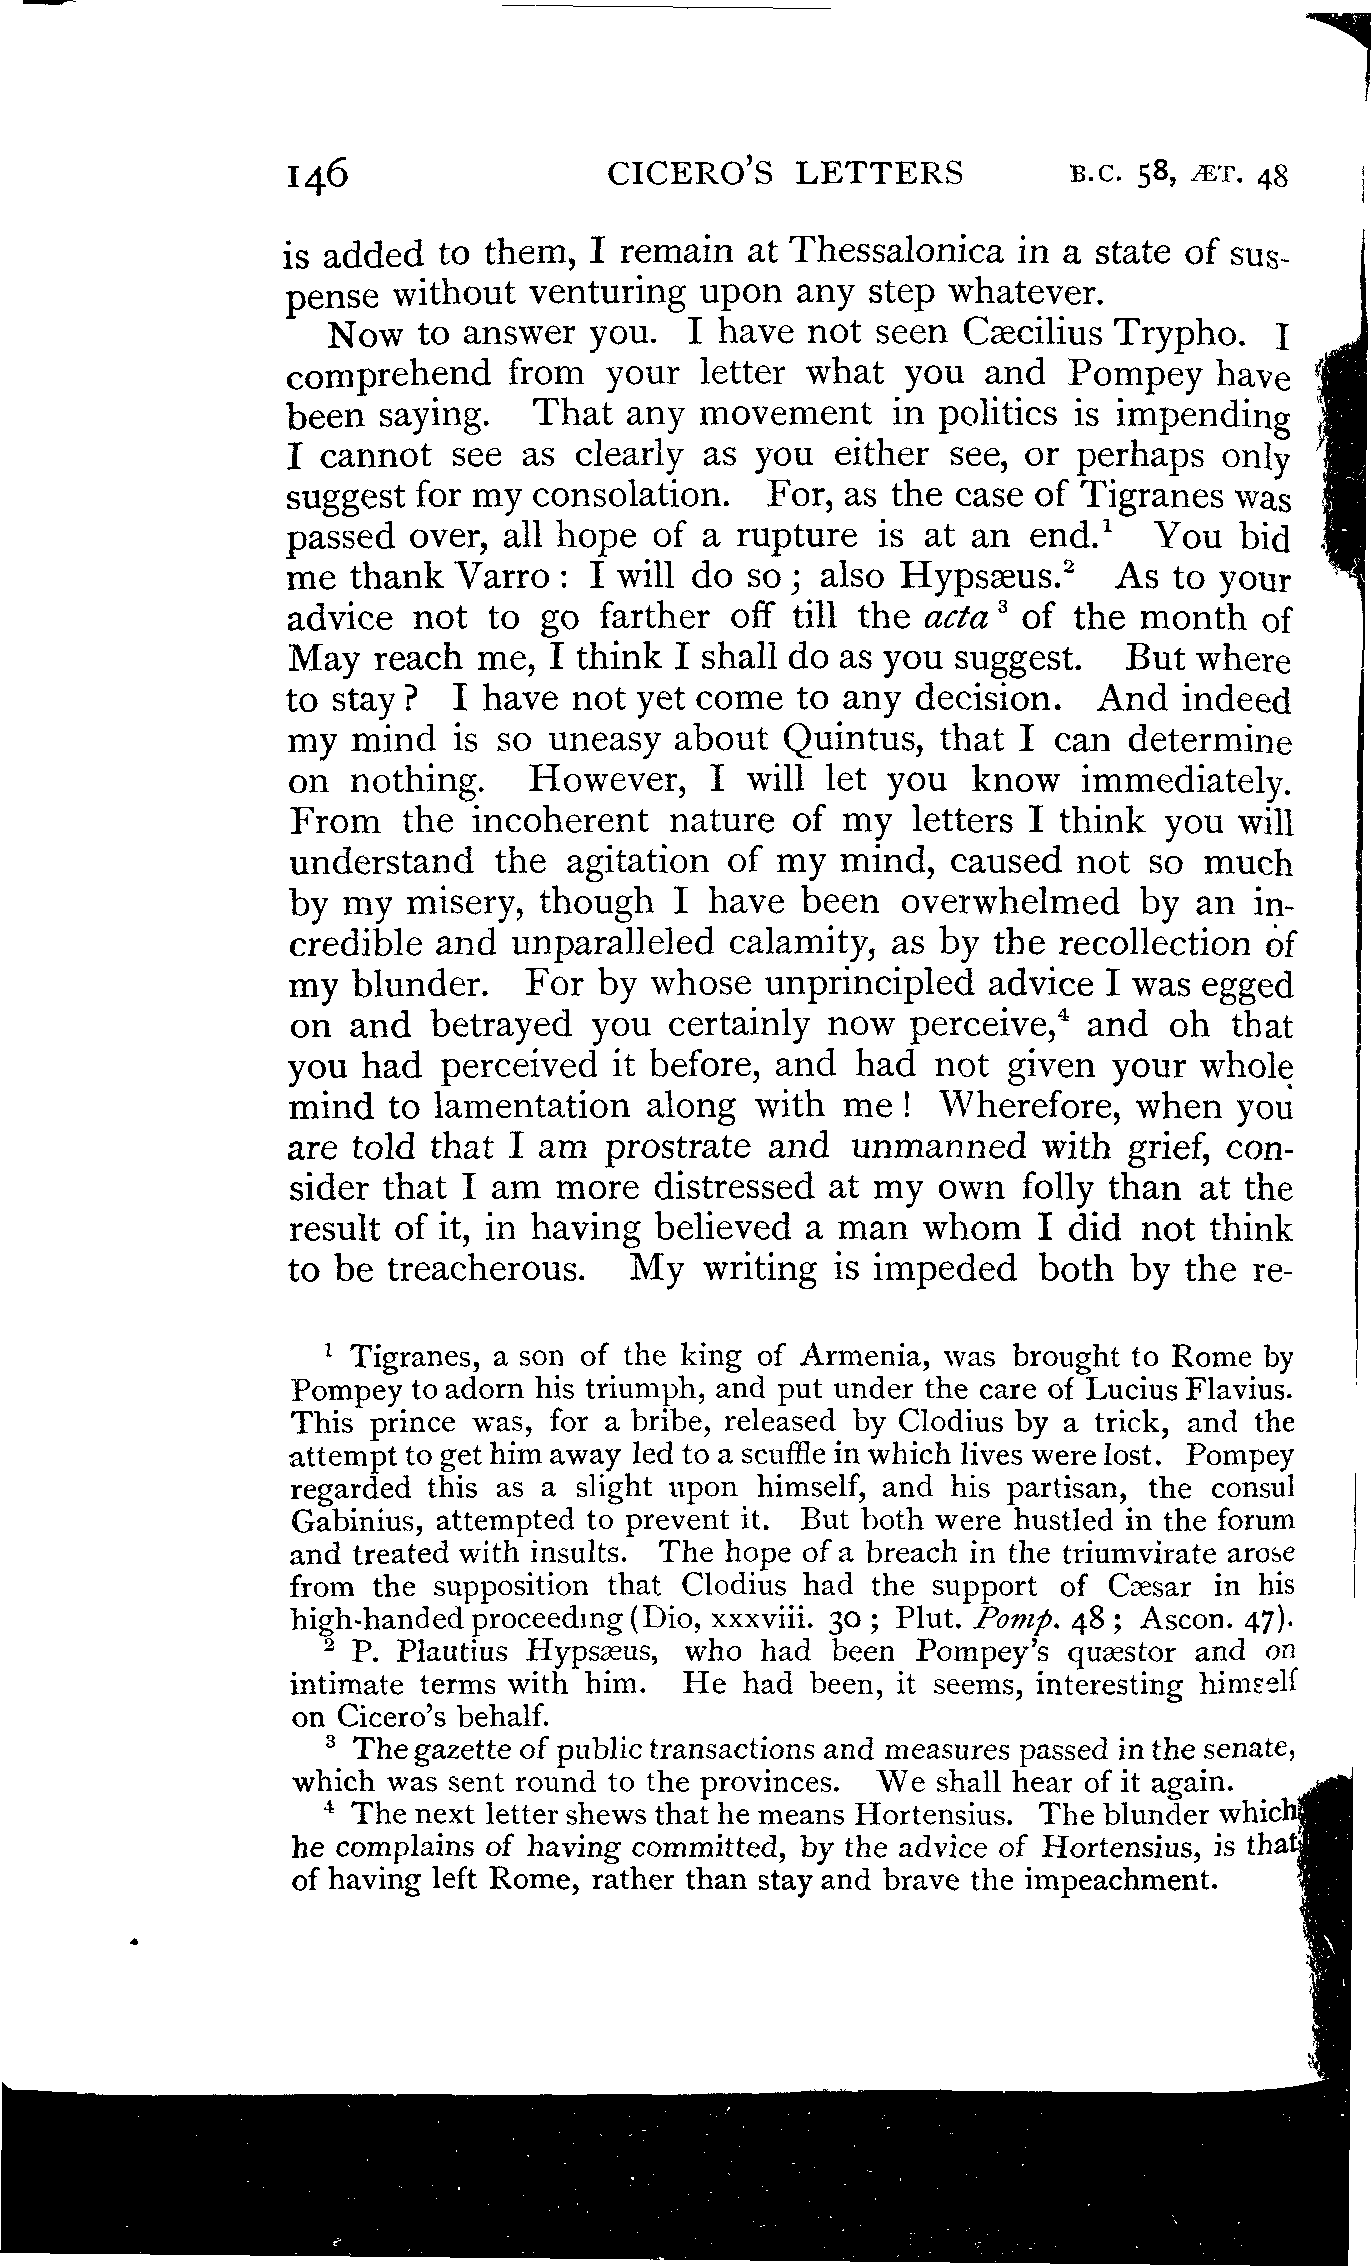 146 CICERO'S LETTERS B.C. 58, ÆT. 48
is added to them, I remain at Thessalonica in a state of sus-
pense without venturing upon any step whatever.
Now to answer you. I have not seen Cæcilius Trypho. I
comprehend from your letter what you and Pompey have
been saying. That any movement in politics is impending
I cannot see as clearly as you either see, or perhaps only
suggest for my consolation. For, as the case of Tigranes was
passed over, all hope of a rupture is at an end.¹ You bid
me thank Varro : I will do so ; also Hypsæus.² As to your
advice not to go farther off till the acta ³ of the month of
May reach me, I think I shall do as you suggest. But where
to stay ? I have not yet come to any decision. And indeed
my mind is so uneasy about Quintus, that I can determine
on nothing. However, I will let you know immediately.
From the incoherent nature of my letters I think you will
understand the agitation of my mind, caused not so much
by my misery, though I have been overwhelmed by an in-
credible and unparalleled calamity, as by the recollection of
my blunder. For by whose unprincipled advice I was egged
on and betrayed you certainly now perceive,⁴ and oh that
you had perceived it before, and had not given your whole
mind to lamentation along with me ! Wherefore, when you
are told that I am prostrate and unmanned with grief, con-
sider that I am more distressed at my own folly than at the
result of it, in having believed a man whom I did not think
to be treacherous. My writing is impeded both by the re-
¹ Tigranes, a son of the king of Armenia, was brought to Rome by
Pompey to adorn his triumph, and put under the care of Lucius Flavius.
This prince was, for a bribe, released by Clodius by a trick, and the
attempt to get him away led to a scuffle in which lives were lost. Pompey
regarded this as a slight upon himself, and his partisan, the consul
Gabinius, attempted to prevent it. But both were hustled in the forum
and treated with insults. The hope of a breach in the triumvirate arose
from the supposition that Clodius had the support of Cæsar in his
high-handed proceeding (Dio, xxxviii. 30 ; Plut. Pomp. 48 ; Ascon. 47).
² P. Plautius Hypsæus, who had been Pompey's quæstor and on
intimate terms with him. He had been, it seems, interesting himself
on Cicero's behalf.
³ The gazette of public transactions and measures passed in the senate,
which was sent round to the provinces. We shall hear of it again.
⁴ The next letter shews that he means Hortensius. The blunder which
he complains of having committed, by the advice of Hortensius, is that
of having left Rome, rather than stay and brave the impeachment.